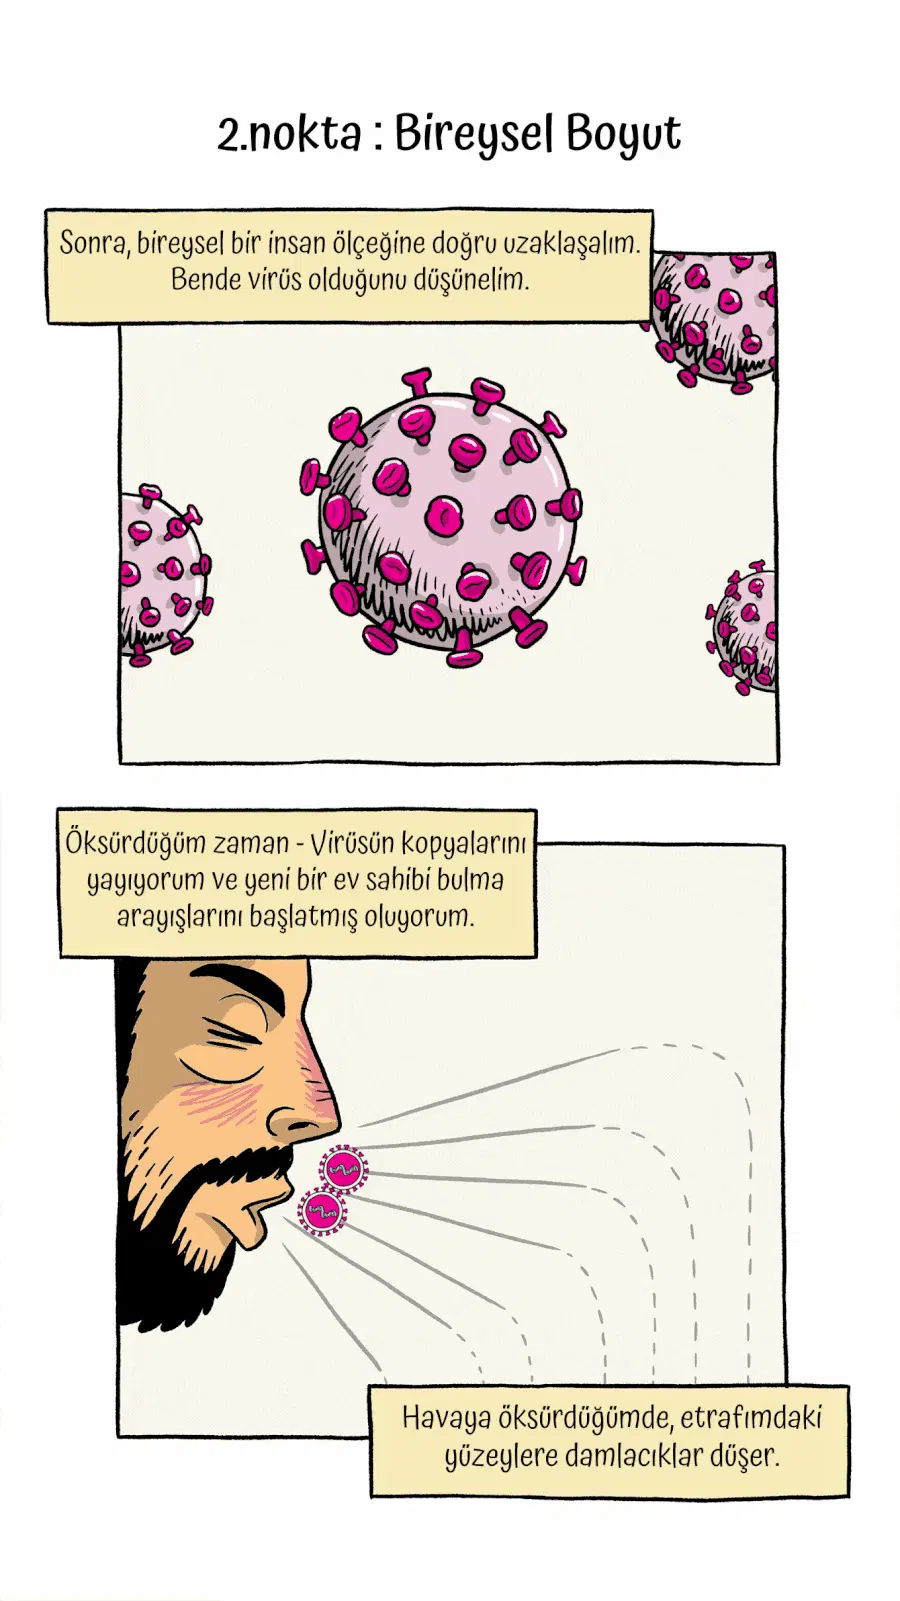 2.nokta : Bireysel Boyut
Sonra, bireysel bir insan ölçeğine doğru uzaklaşalım.
Bende virüs olduğunu düşünelim.
Öksürdüğüm zaman - Virüsün kopyalarını
yayıyorum ve yeni bir ev sahibi bulma
arayışlarını başlatmış oluyorum.
Havaya öksürdüğümde, etrafımdaki
yüzeylere damlacıklar düşer.